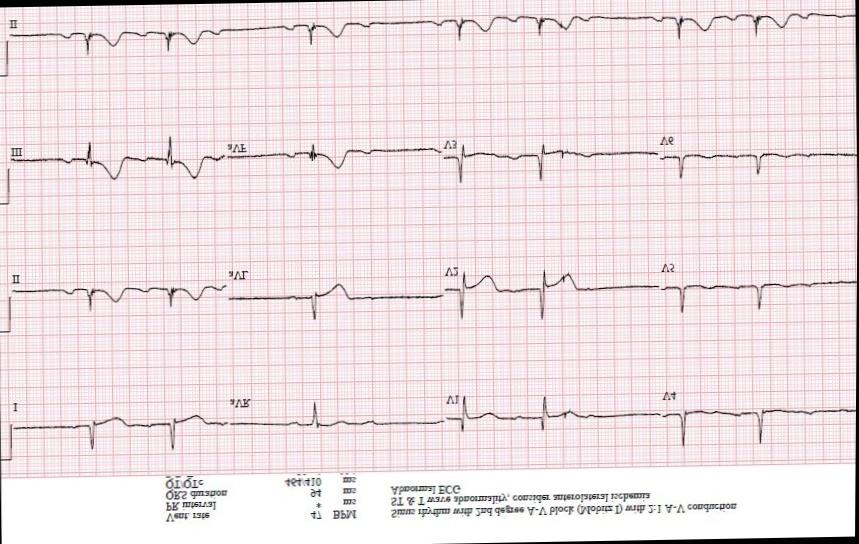 Vent. rate 47 BPM Sinus rhythm with 2nd degree A-V block (Mobitz I) with 2:1 A-V conduction
PR interval * ms ST & T wave abnormality, consider anterolateral ischemia
QRS duration 94 ms Abnormal ECG
QT/QTc 464/410 ms
I aVR V1 V4
II aVL V2 V5
III aVF V3 V6
II